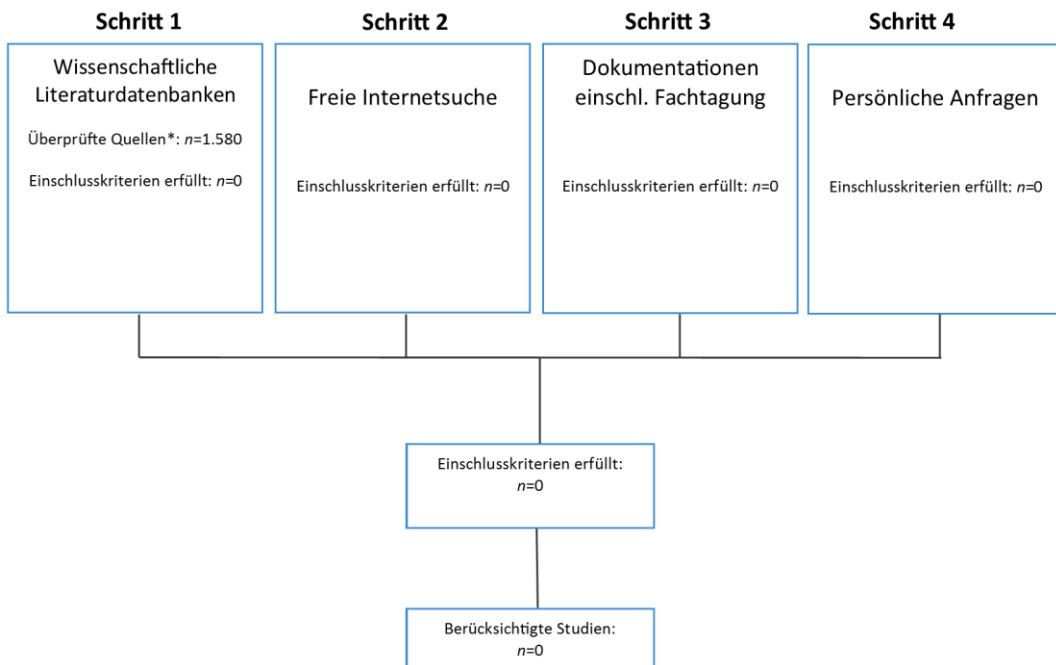 Schritt 1
Wissenschaftliche
Literaturdatenbanken
Überprüfte Quellen*: n=1.580
Einschlusskriterien erfüllt: n=0
Schritt 2
Freie Internetsuche
Einschlusskriterien erfüllt: n=0
Schritt 3
Dokumentationen
einschl. Fachtagung
Einschlusskriterien erfüllt: n=0
Schritt 4
Persönliche Anfragen
Einschlusskriterien erfüllt: n=0
Einschlusskriterien erfüllt:
n=0
Berücksichtigte Studien:
n=0